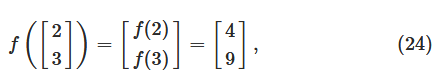 f([2 3]) = [f(2) f(3)] = [4 9], (24)